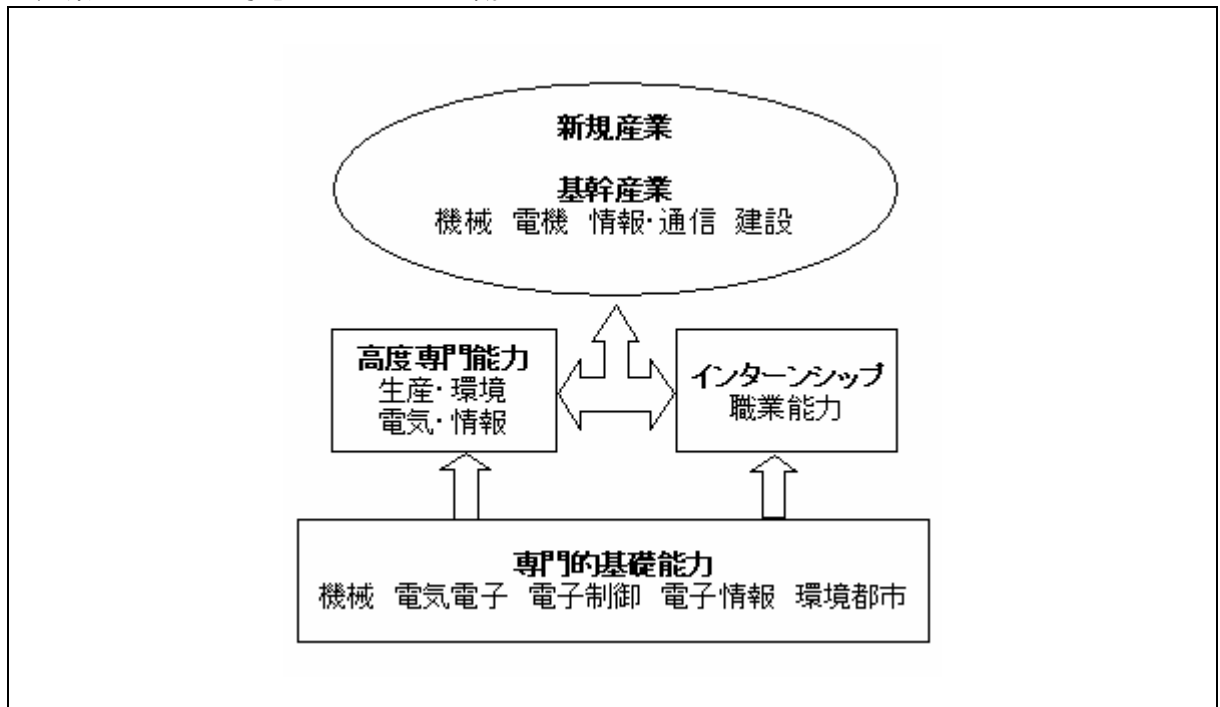 新規産業
基幹産業
機械 電機 情報・通信 建設
高度専門能力
生産・環境
電気・情報
インターンシップ
職業能力
専門的基礎能力
機械 電気電子 電子制御 電子情報 環境都市